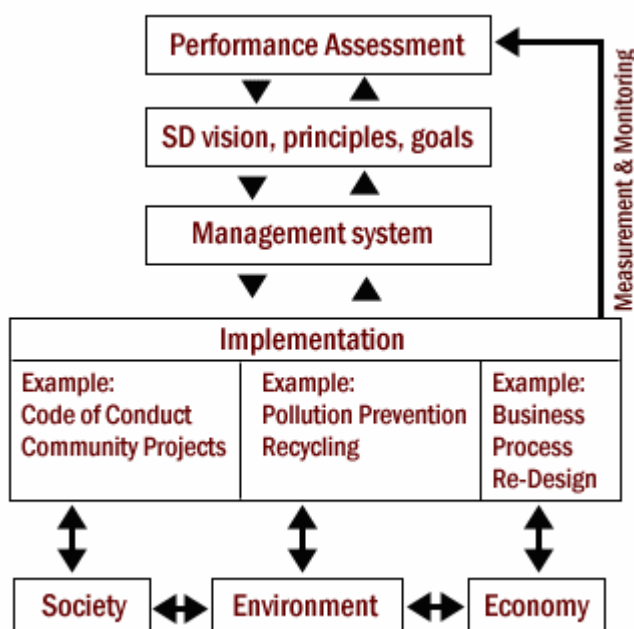 Performance Assessment
SD vision, principles, goals
Management system
Measurement & Monitoring
Implementation
Example:
Code of Conduct
Community Projects
Example:
Pollution Prevention
Recycling
Example:
Business
Process
Re-Design
Society
Environment
Economy